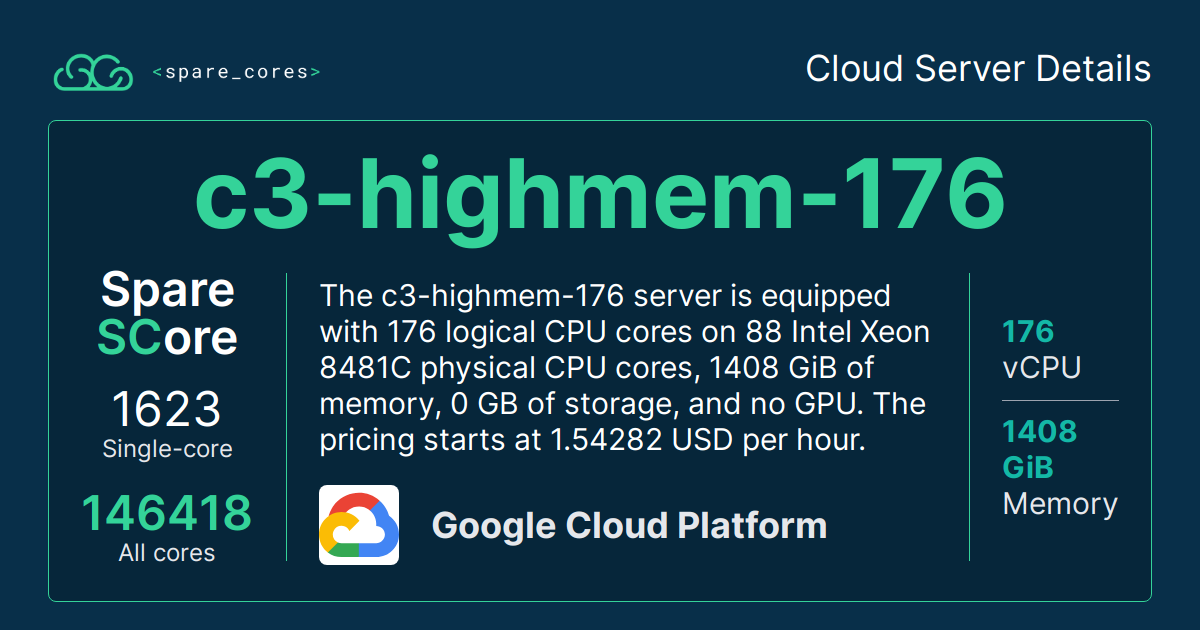 <spare_cores>
Cloud Server Details
c3-highmem-176
Spare
SCore
1623
Single-core
146418
All cores
The c3-highmem-176 server is equipped
with 176 logical CPU cores on 88 Intel Xeon
8481C physical CPU cores, 1408 GiB of
memory, 0 GB of storage, and no GPU. The
pricing starts at 1.54282 USD per hour.
Google Cloud Platform
176
vCPU
1408
GiB
Memory